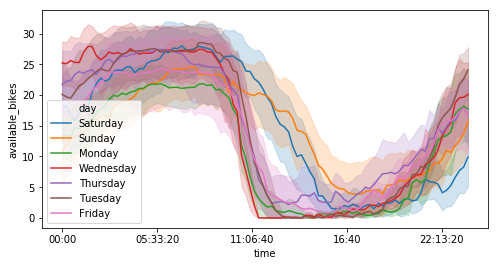 available_bikes
30
25
20
15
10
5
0
day
Saturday
Sunday
Monday
Wednesday
Thursday
Tuesday
Friday
00:00 05:33:20 11:06:40 16:40 22:13:20
time